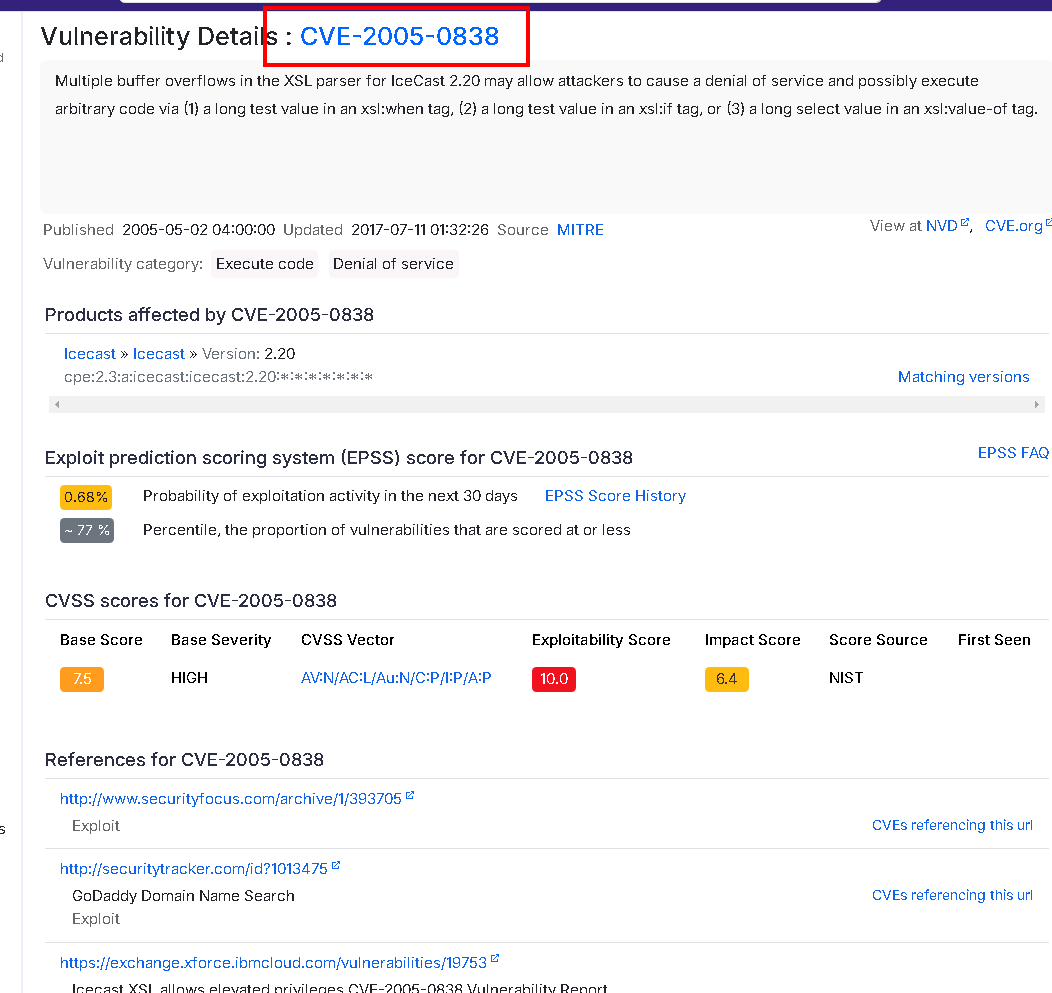 Vulnerability Details : CVE-2005-0838
Multiple buffer overflows in the XSL parser for IceCast 2.20 may allow attackers to cause a denial of service and possibly execute
arbitrary code via (1) a long test value in an xsl:when tag, (2) a long test value in an xsl:if tag, or (3) a long select value in an xsl:value-of tag.
Published 2005-05-02 04:00:00 Updated 2017-07-11 01:32:26 Source MITRE
View at NVD, CVE.org
Vulnerability category: Execute code Denial of service
Products affected by CVE-2005-0838
Icecast » Icecast » Version: 2.20
cpe:2.3:a:icecast:icecast:2.20:*:*:*:*:*:*:*
Matching versions
Exploit prediction scoring system (EPSS) score for CVE-2005-0838
EPSS FAQ
0.68% Probability of exploitation activity in the next 30 days EPSS Score History
~ 77 % Percentile, the proportion of vulnerabilities that are scored at or less
CVSS scores for CVE-2005-0838
Base Score Base Severity CVSS Vector Exploitability Score Impact Score Score Source First Seen
7.5 HIGH AV:N/AC:L/Au:N/C:P/I:P/A:P 10.0 6.4 NIST
References for CVE-2005-0838
http://www.securityfocus.com/archive/1/393705
Exploit
CVEs referencing this url
http://securitytracker.com/id?1013475
GoDaddy Domain Name Search
CVEs referencing this url
Exploit
https://exchange.xforce.ibmcloud.com/vulnerabilities/19753
Icecast XSL allows elevated privileges CVE-2005-0838 Vulnerability Report